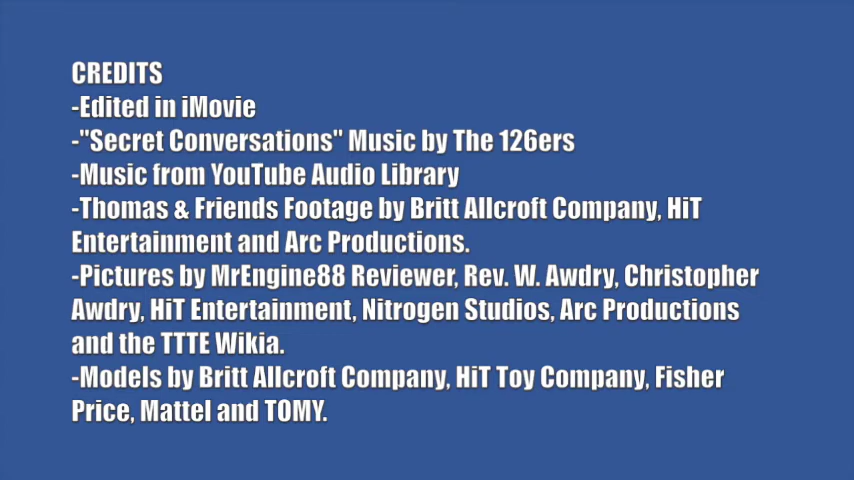 CREDITS
-Edited in iMovie
-"Secret Conversations" Music by The 126ers
-Music from YouTube Audio Library
-Thomas & Friends Footage by Britt Allcroft Company, HiT
Entertainment and Arc Productions.
-Pictures by MrEngine88 Reviewer, Rev. W. Awdry, Christopher
Awdry, HiT Entertainment, Nitrogen Studios, Arc Productions
and the TTTE Wikia.
-Models by Britt Allcroft Company, HiT Toy Company, Fisher
Price, Mattel and TOMY.